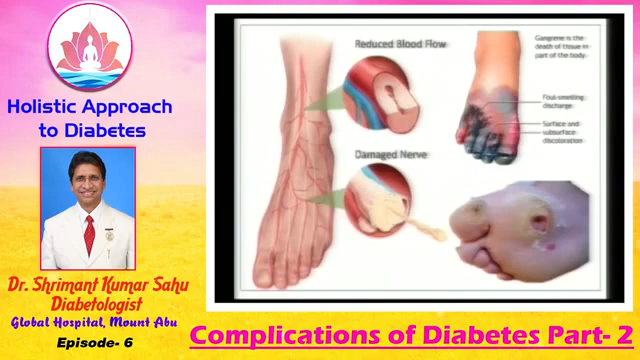 Holistic Approach
to Diabetes
Dr. Shrimant Kumar Sahu
Diabetologist
Global Hospital, Mount Abu
Episode- 6
Reduced Blood Flow
Damaged Nerve
Gangrene is the
death of tissue in
part of the body.
Foul-smelling
discharge
Surface and
subsurface
discoloration
Complications of Diabetes Part- 2